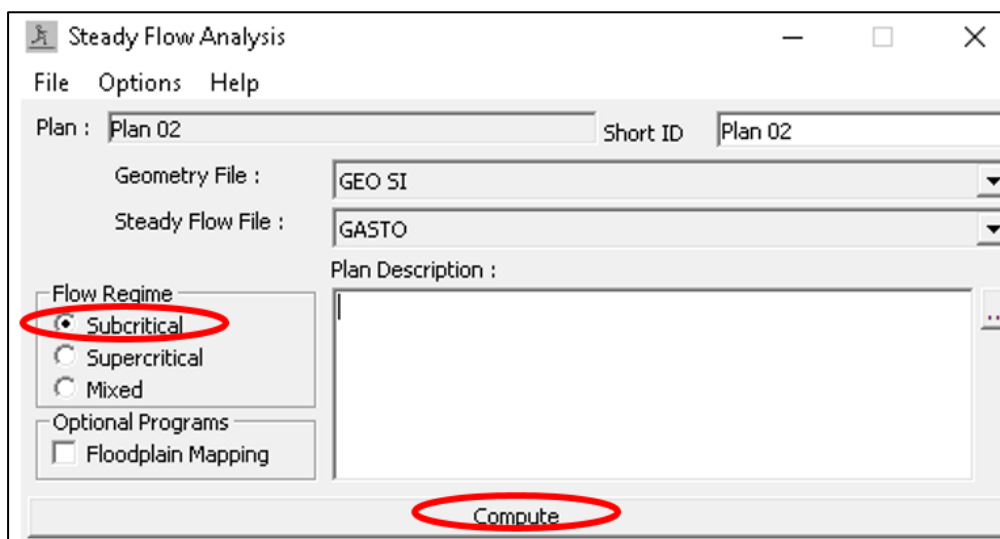 Steady Flow Analysis
File Options Help
Plan : Plan 02 Short ID Plan 02
Geometry File : GEO SI
Steady Flow File : GASTO
Plan Description :
Flow Regime
Subcritical
Supercritical
Mixed
Optional Programs
Floodplain Mapping
..
Compute